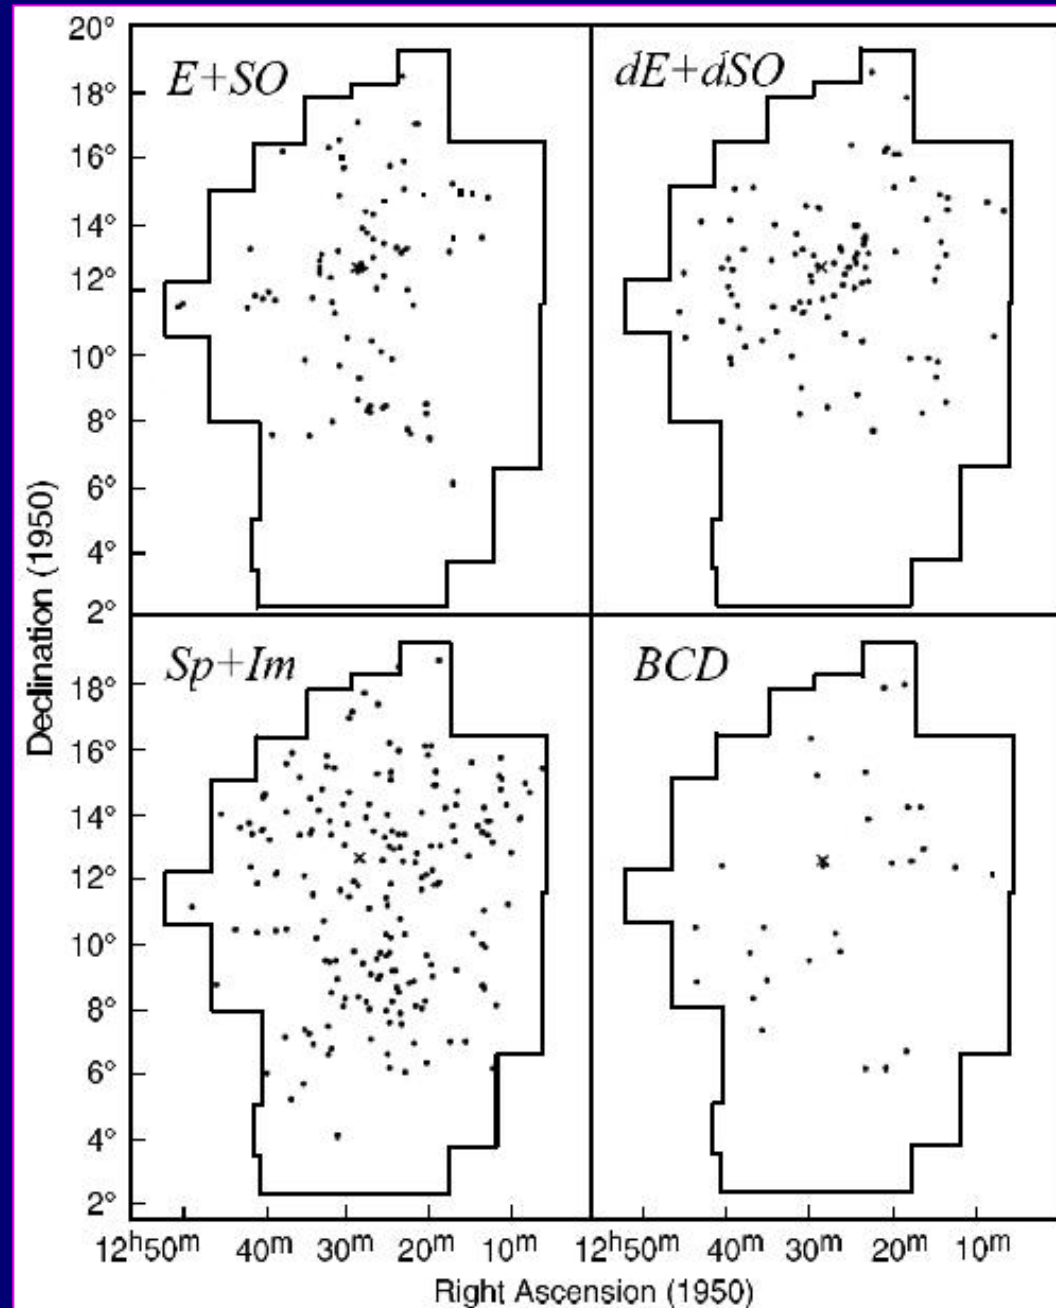 20°
18°
16°
14°
12°
10°
8°
6°
4°
2°
E+SO
dE+dSO
18°
16°
14°
12°
10°
8°
6°
4°
2°
Sp+Im
BCD
Declination (1950)
12ʰ50ᵐ 40ᵐ 30ᵐ 20ᵐ 10ᵐ 12ʰ50ᵐ 40ᵐ 30ᵐ 20ᵐ 10ᵐ
Right Ascension (1950)